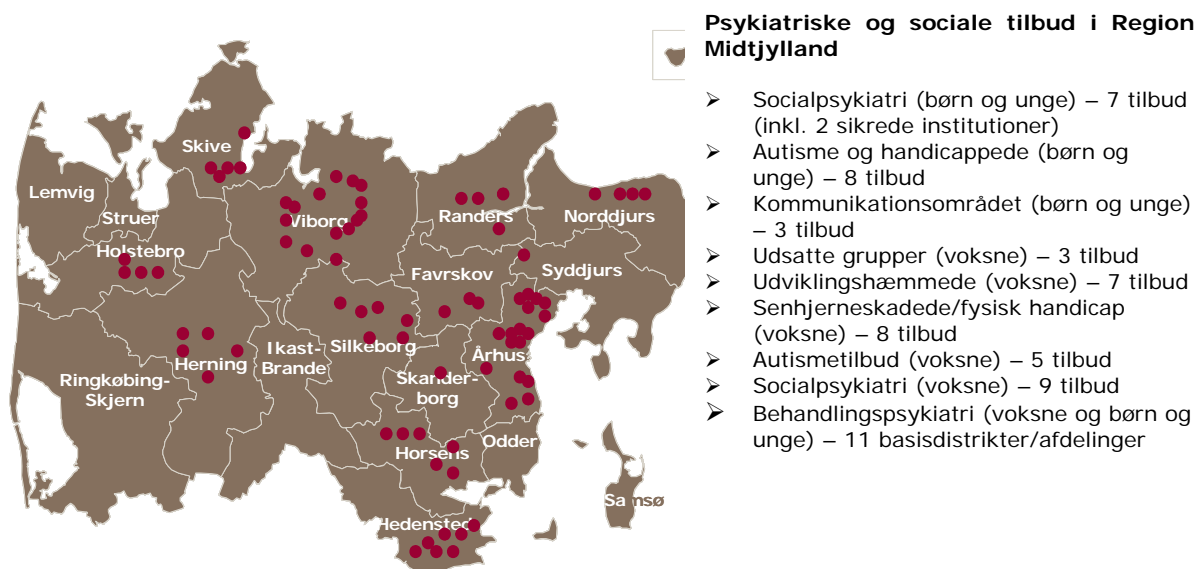 Psykiatriske og sociale tilbud i Region
Midtjylland
➢ Socialpsykiatri (børn og unge) – 7 tilbud
(inkl. 2 sikrede institutioner)
➢ Autisme og handicappede (børn og
unge) – 8 tilbud
➢ Kommunikationsområdet (børn og unge)
– 3 tilbud
➢ Udsatte grupper (voksne) – 3 tilbud
➢ Udviklingshæmmede (voksne) – 7 tilbud
➢ Senhjerneskadede/fysisk handicap
(voksne) – 8 tilbud
➢ Autismetilbud (voksne) – 5 tilbud
➢ Socialpsykiatri (voksne) – 9 tilbud
➢ Behandlingspsykiatri (voksne og børn og
unge) – 11 basisdistrikter/afdelinger
Skive
Lemvig
Struer
Viborg
Randers
Norddjurs
Holstebro
Favrskov
Syddjurs
Herning
Ikast-
Brande
Silkeborg
Århus
Ringkøbing-
Skjern
Skander-
borg
Horsens
Odder
Samsø
Hedensted